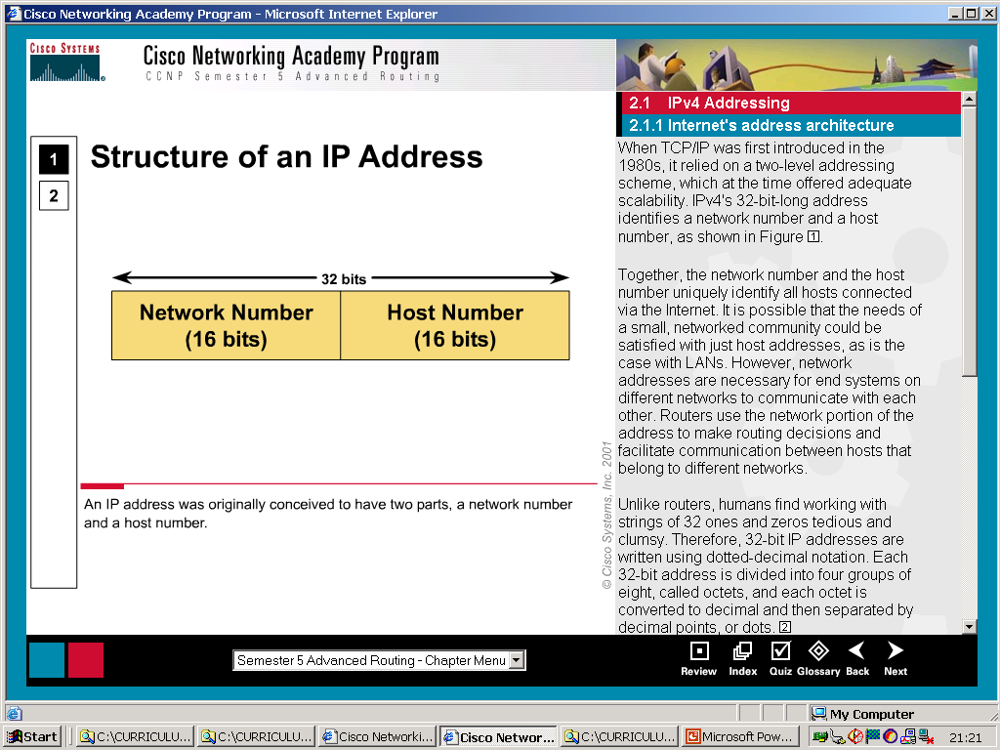 Cisco Networking Academy Program - Microsoft Internet Explorer
CISCO SYSTEMS
Cisco Networking Academy Program
CCNP Semester 5 Advanced Routing
2.1 IPv4 Addressing
2.1.1 Internet's address architecture
1
2
Structure of an IP Address
32 bits
Network Number
(16 bits)
Host Number
(16 bits)
An IP address was originally conceived to have two parts, a network number
and a host number.
© Cisco Systems, Inc. 2001
When TCP/IP was first introduced in the
1980s, it relied on a two-level addressing
scheme, which at the time offered adequate
scalability. IPv4's 32-bit-long address
identifies a network number and a host
number, as shown in Figure 1.
Together, the network number and the host
number uniquely identify all hosts connected
via the Internet. It is possible that the needs of
a small, networked community could be
satisfied with just host addresses, as is the
case with LANs. However, network
addresses are necessary for end systems on
different networks to communicate with each
other. Routers use the network portion of the
address to make routing decisions and
facilitate communication between hosts that
belong to different networks.
Unlike routers, humans find working with
strings of 32 ones and zeros tedious and
clumsy. Therefore, 32-bit IP addresses are
written using dotted-decimal notation. Each
32-bit address is divided into four groups of
eight, called octets, and each octet is
converted to decimal and then separated by
decimal points, or dots. 2
Semester 5 Advanced Routing - Chapter Menu
Review Index Quiz Glossary Back Next
My Computer
Start C:\CURRICULU... C:\CURRICULU... Cisco Networki... Cisco Networ... C:\CURRICULU... Microsoft Pow... 21:21